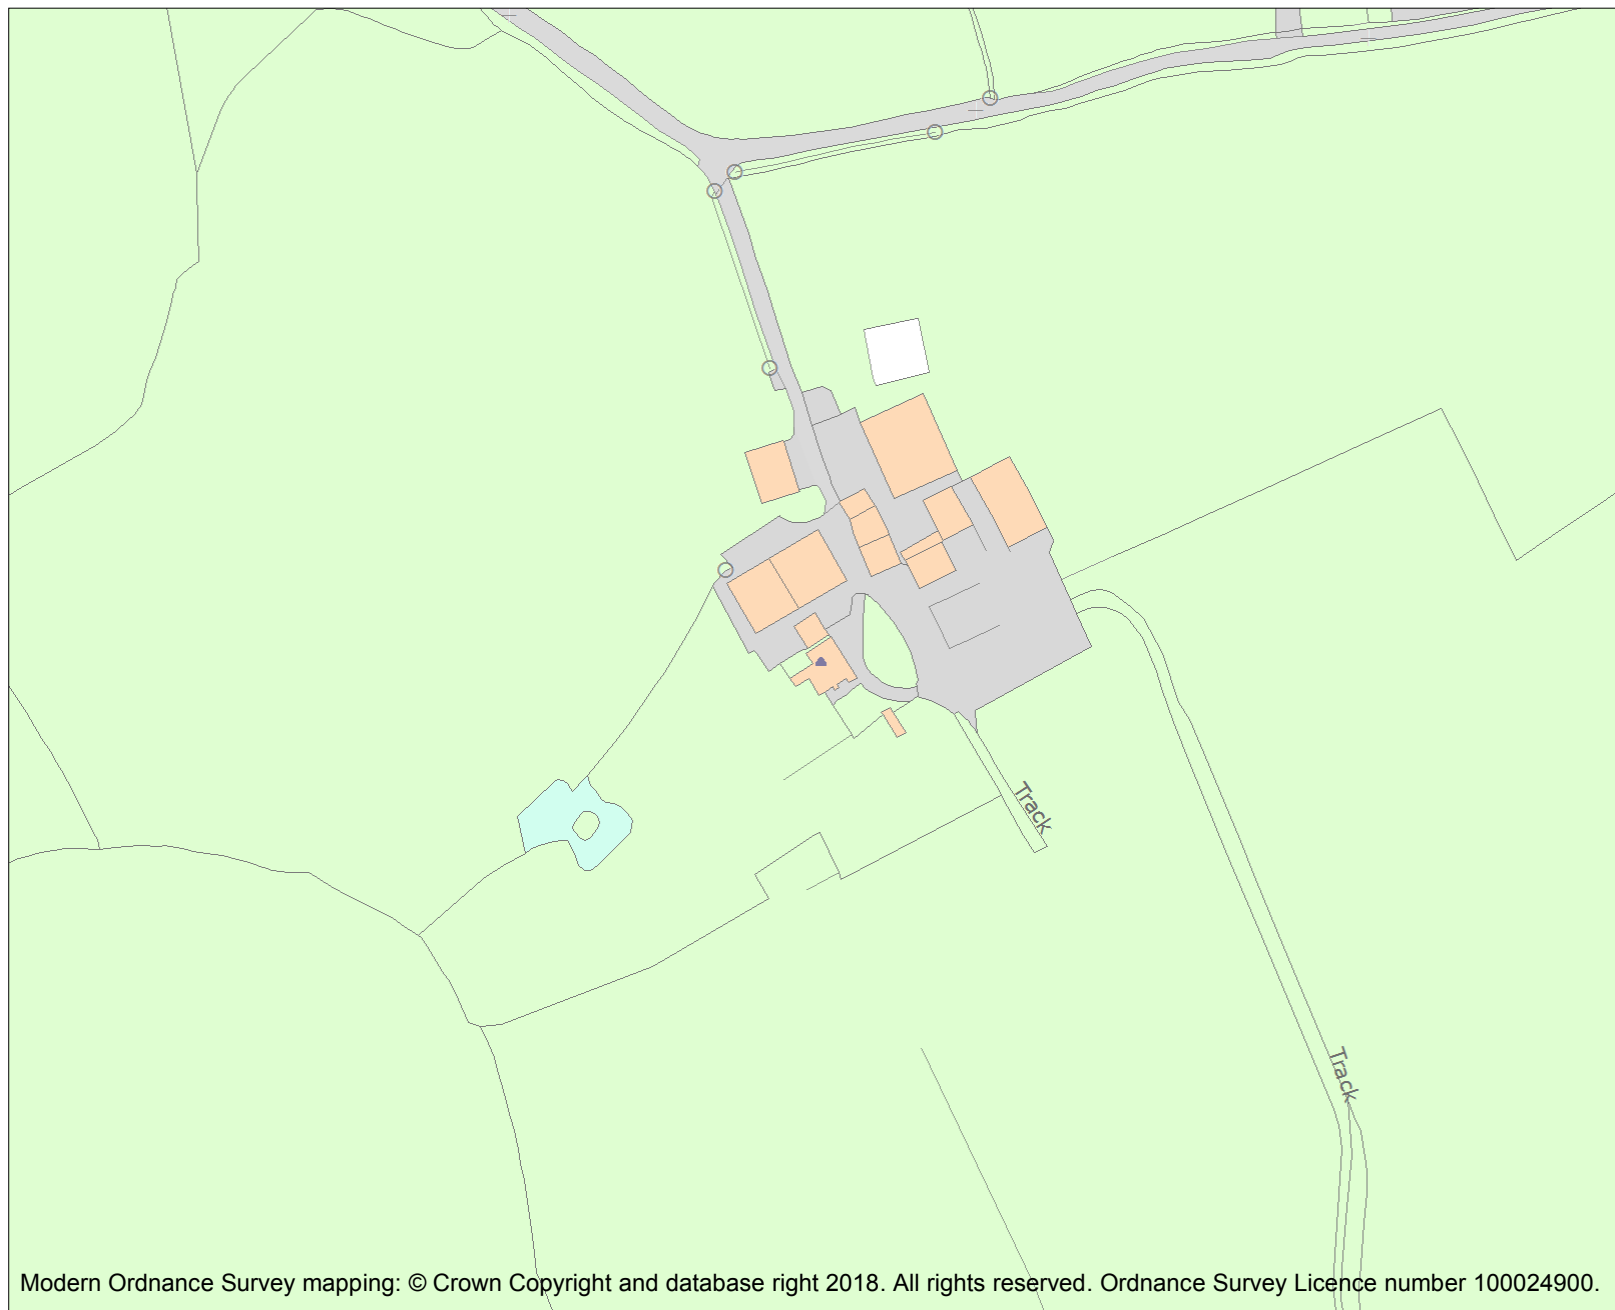 Track
Track
Modern Ordnance Survey mapping: © Crown Copyright and database right 2018. All rights reserved. Ordnance Survey Licence number 100024900.